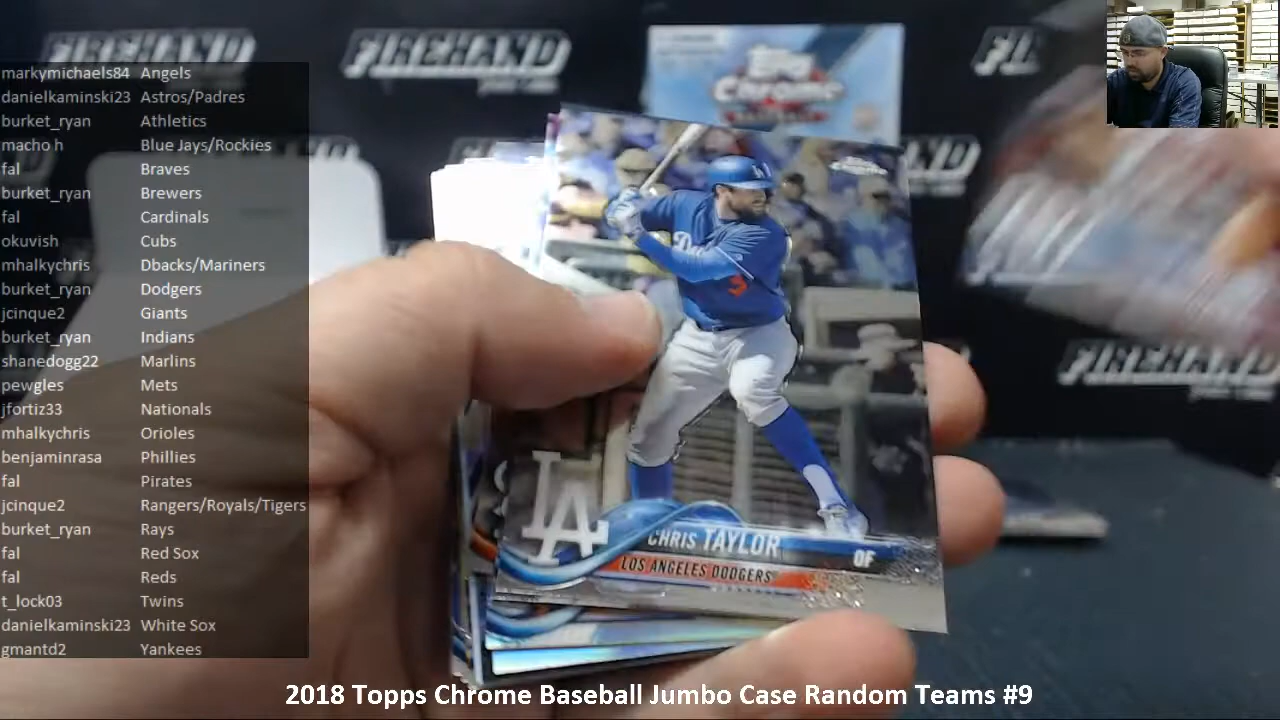 FIREHAND
FIREHAND
FI
markymichaels84 Angels
danielkaminski23 Astros/Padres
burket_ryan Athletics
macho h Blue Jays/Rockies
fal Braves
burket_ryan Brewers
fal Cardinals
okuvish Cubs
mhalkychris Dbacks/Mariners
burket_ryan Dodgers
jcinque2 Giants
burket_ryan Indians
shanedogg22 Marlins
pewgles Mets
jfortiz33 Nationals
mhalkychris Orioles
benjaminrasa Phillies
fal Pirates
jcinque2 Rangers/Royals/Tigers
burket_ryan Rays
fal Red Sox
fal Reds
t_lock03 Twins
danielkaminski23 White Sox
gmantd2 Yankees
Topps
Chrome
LA
3
LA
CHRIS TAYLOR
OF
LOS ANGELES DODGERS
FIREHAND
2018 Topps Chrome Baseball Jumbo Case Random Teams #9